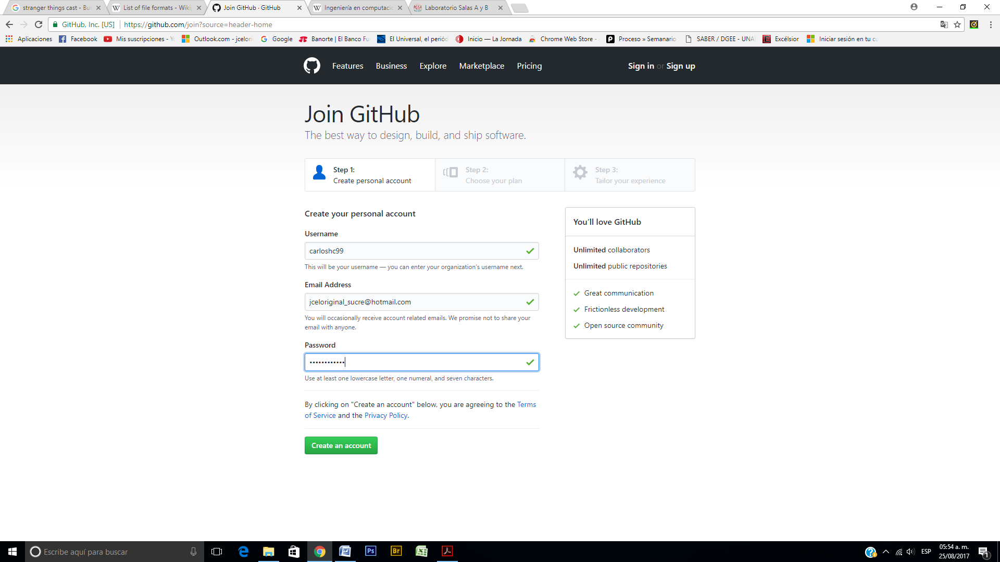 stranger things cast - Bus
List of file formats - Wiki
Join GitHub · GitHub
Ingeniería en computaci
Laboratorio Salas A y B
GitHub, Inc. [US]
https://github.com/join?source=header-home
Aplicaciones
Facebook
Mis suscripciones - Y
Outlook.com - jcelori
Google
Banorte | El Banco Fu
El Universal, el periód
Inicio — La Jornada
Chrome Web Store -
Proceso » Semanario
SABER / DGEE - UNA
Excélsior
Iniciar sesión en tu cu
Features
Business
Explore
Marketplace
Pricing
Sign in or Sign up
Join GitHub
The best way to design, build, and ship software.
Step 1:
Create personal account
Step 2:
Choose your plan
Step 3:
Tailor your experience
Create your personal account
Username
carloshc99
This will be your username — you can enter your organization's username next.
Email Address
jceloriginal_sucre@hotmail.com
You will occasionally receive account related emails. We promise not to share your
email with anyone.
Password
••••••••••••
Use at least one lowercase letter, one numeral, and seven characters.
By clicking on "Create an account" below, you are agreeing to the Terms
of Service and the Privacy Policy.
Create an account
You'll love GitHub
Unlimited collaborators
Unlimited public repositories
Great communication
Frictionless development
Open source community
Escribe aquí para buscar
Ps
Br
ESP
05:54 a. m.
25/08/2017
1